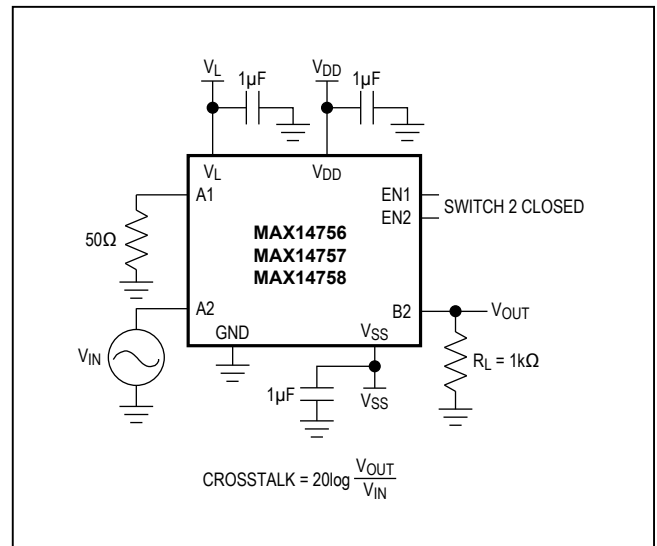 VL
1µF
VDD
1µF
VL
VDD
A1
EN1
EN2
SWITCH 2 CLOSED
50Ω
MAX14756
MAX14757
MAX14758
A2
B2
VOUT
GND
VSS
VIN
RL = 1kΩ
1µF
VSS
CROSSTALK = 20log VOUT
VIN